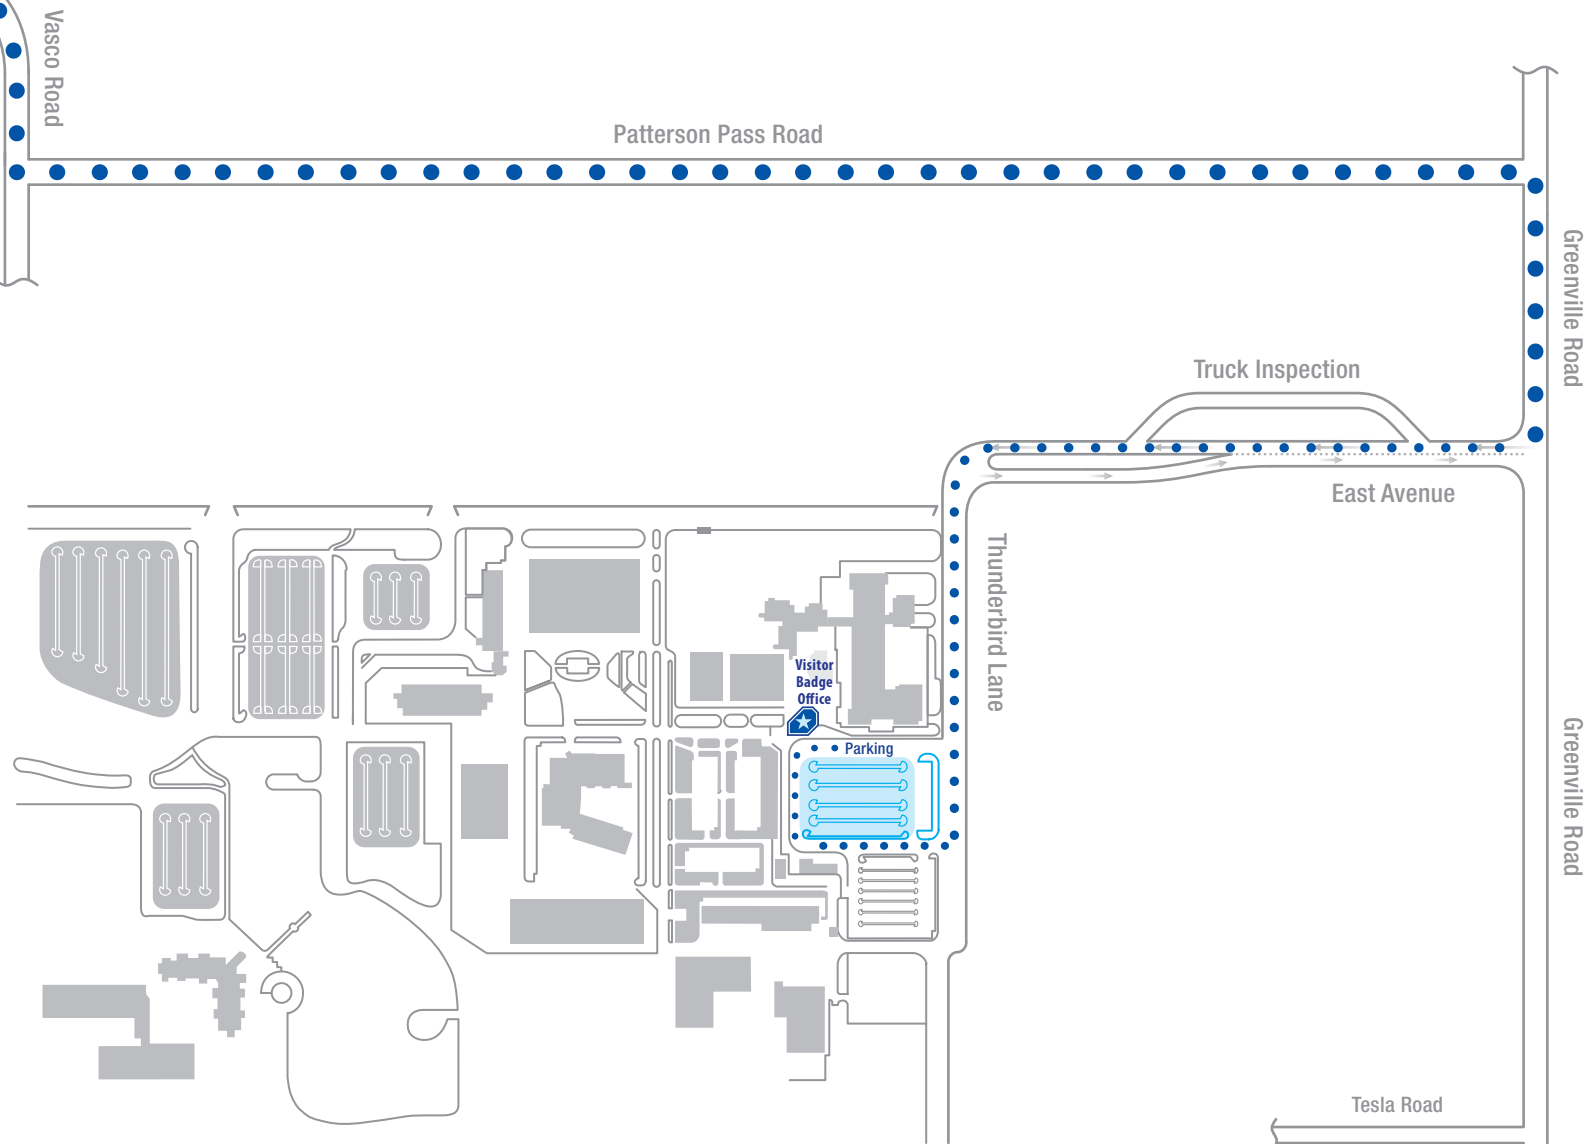 Vasco Road
Patterson Pass Road
Greenville Road
Truck Inspection
East Avenue
Thunderbird Lane
Visitor
Badge
Office
Parking
Greenville Road
Tesla Road